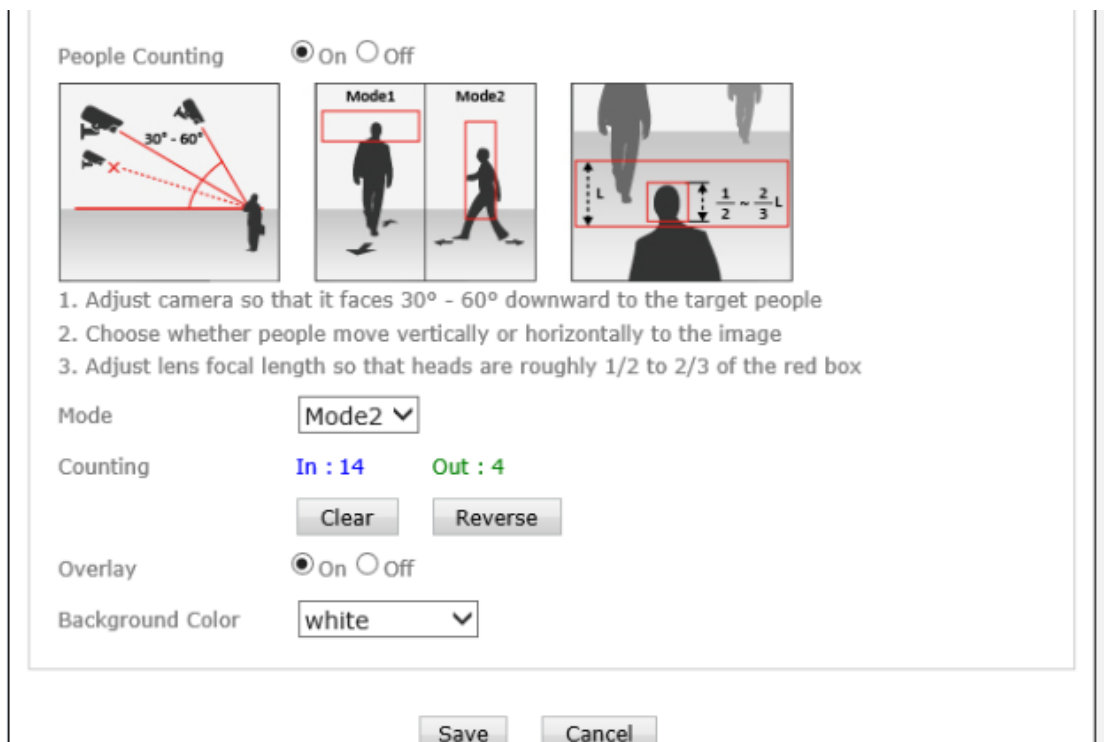 People Counting On Off
30° - 60°
Mode1 Mode2
L 1/2 ~ 2/3 L
1. Adjust camera so that it faces 30º - 60º downward to the target people
2. Choose whether people move vertically or horizontally to the image
3. Adjust lens focal length so that heads are roughly 1/2 to 2/3 of the red box
Mode Mode2
Counting In : 14 Out : 4
Clear Reverse
Overlay On Off
Background Color white
Save Cancel